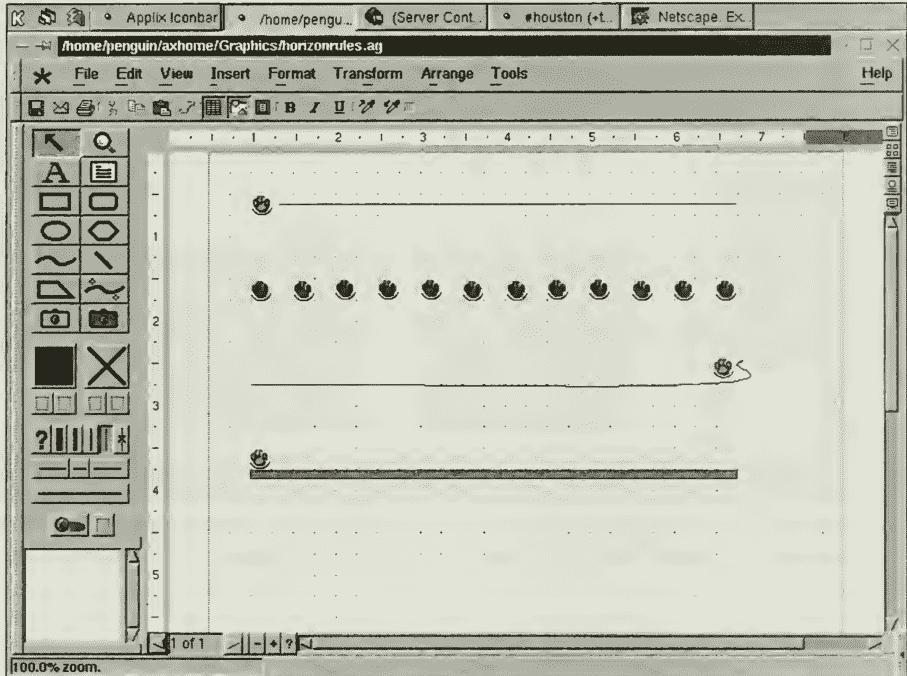 Applix Iconbar /home/pengu... (Server Cont... #houston (+t... Netscape. Ex..
/home/penguin/axhome/Graphics/horizonrules.ag
File Edit View Insert Format Transform Arrange Tools Help
B I U
1 2 3 4 5 6 7 8
A
1
2
3
?
4
5
1 of 1 - + ?
100.0% zoom.